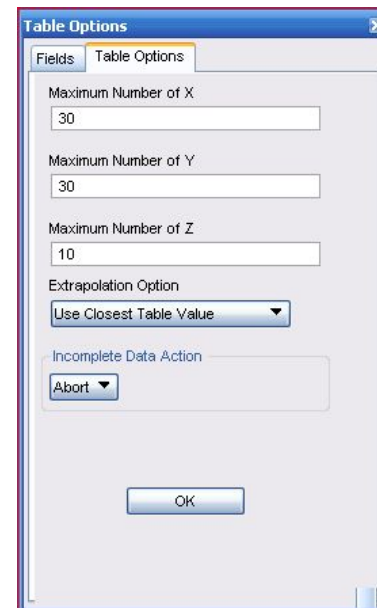 Table Options
Fields Table Options
Maximum Number of X
30
Maximum Number of Y
30
Maximum Number of Z
10
Extrapolation Option
Use Closest Table Value
Incomplete Data Action
Abort
OK